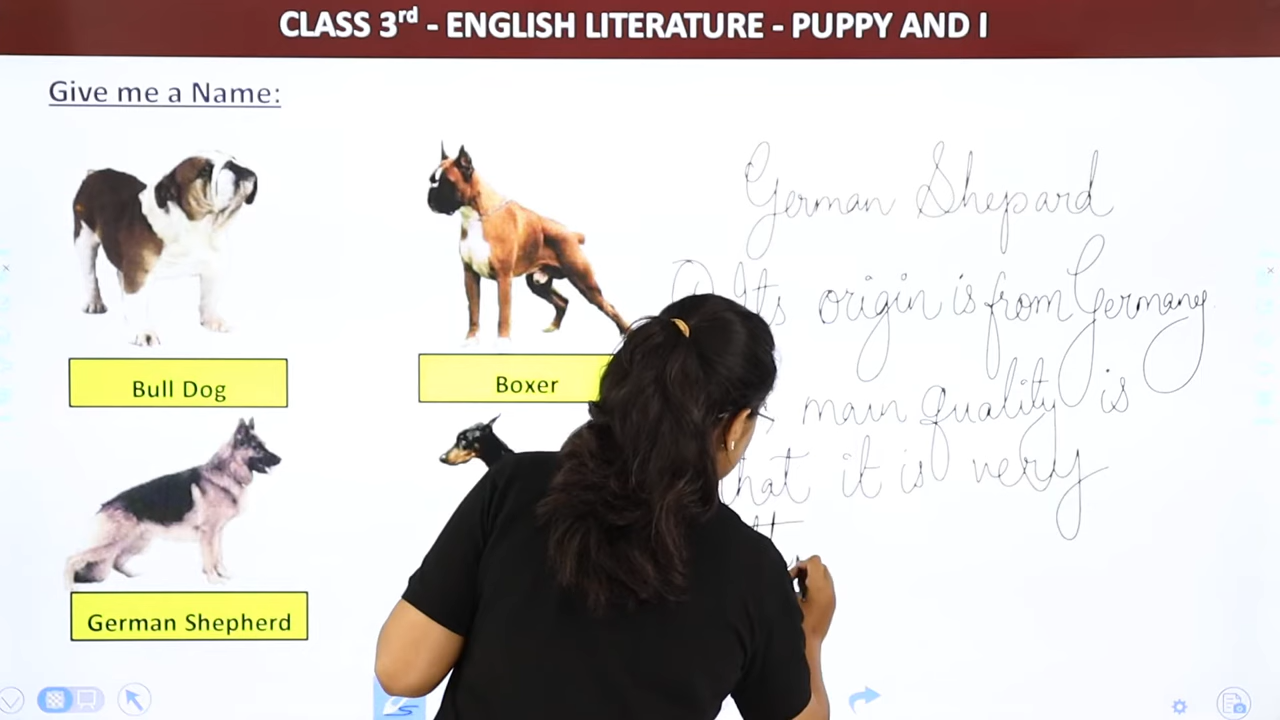 CLASS 3rd - ENGLISH LITERATURE - PUPPY AND I
Give me a Name:
Bull Dog
Boxer
German Shepherd
German Shepard
① Its origin is from Germany.
main quality is
that it is very